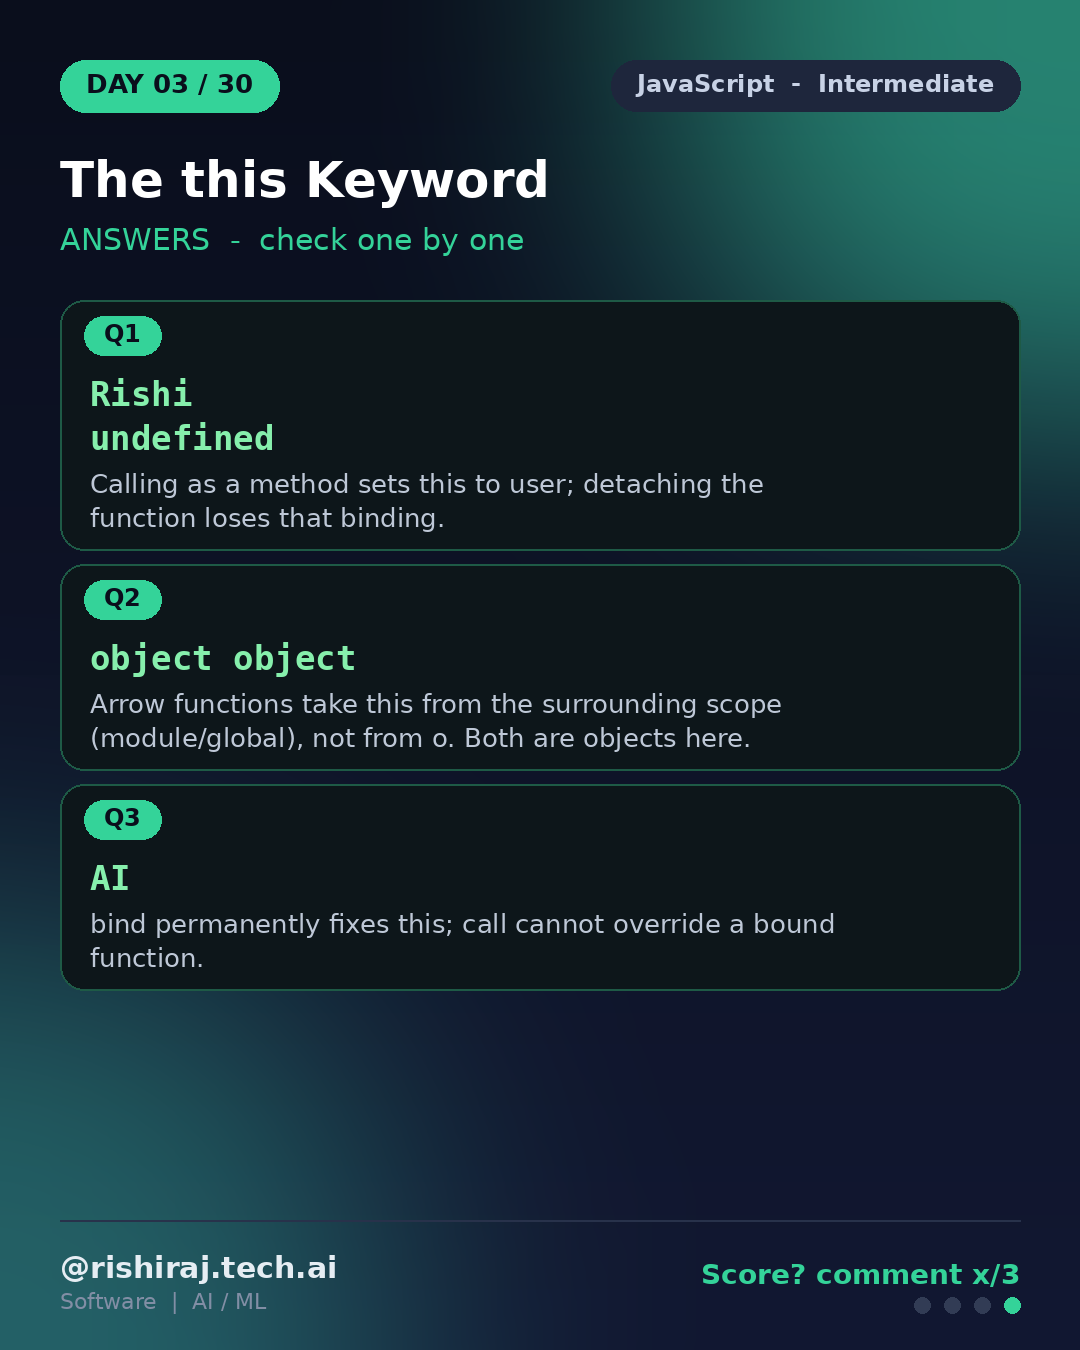 DAY 03 / 30
JavaScript - Intermediate
The this Keyword
ANSWERS - check one by one
Q1
Rishi
undefined
Calling as a method sets this to user; detaching the
function loses that binding.
Q2
object object
Arrow functions take this from the surrounding scope
(module/global), not from o. Both are objects here.
Q3
AI
bind permanently fixes this; call cannot override a bound
function.
@rishiraj.tech.ai
Software | AI / ML
Score? comment x/3